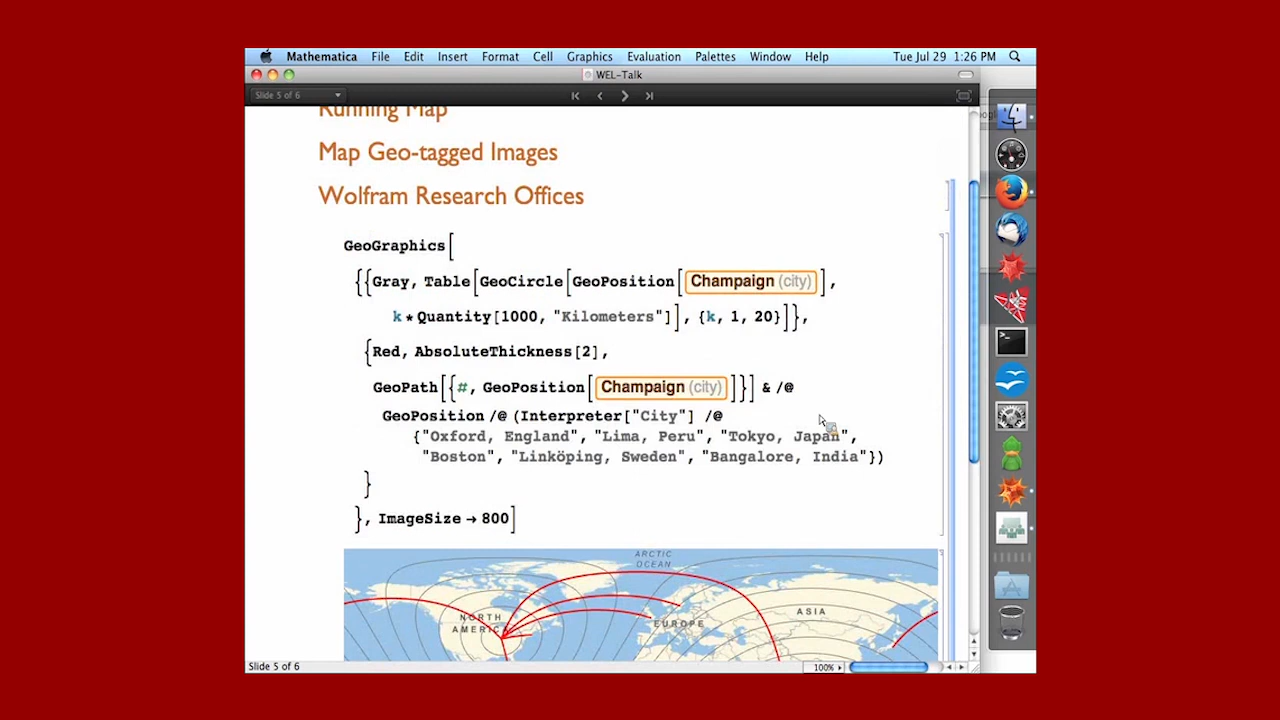 Mathematica File Edit Insert Format Cell Graphics Evaluation Palettes Window Help Tue Jul 29 1:26 PM
WEL-Talk
Slide 5 of 6
Running Map
Map Geo-tagged Images
Wolfram Research Offices
GeoGraphics[
{{Gray, Table[GeoCircle[GeoPosition[Champaign (city)],
k*Quantity[1000, "Kilometers"]], {k, 1, 20}]},
{Red, AbsoluteThickness[2],
GeoPath[{#, GeoPosition[Champaign (city)]}] & /@
GeoPosition /@ (Interpreter["City"] /@
{"Oxford, England", "Lima, Peru", "Tokyo, Japan",
"Boston", "Linköping, Sweden", "Bangalore, India"})
}
}, ImageSize → 800]
ARCTIC
OCEAN
NORTH
AMERICA
EUROPE
ASIA
Slide 5 of 6 100%